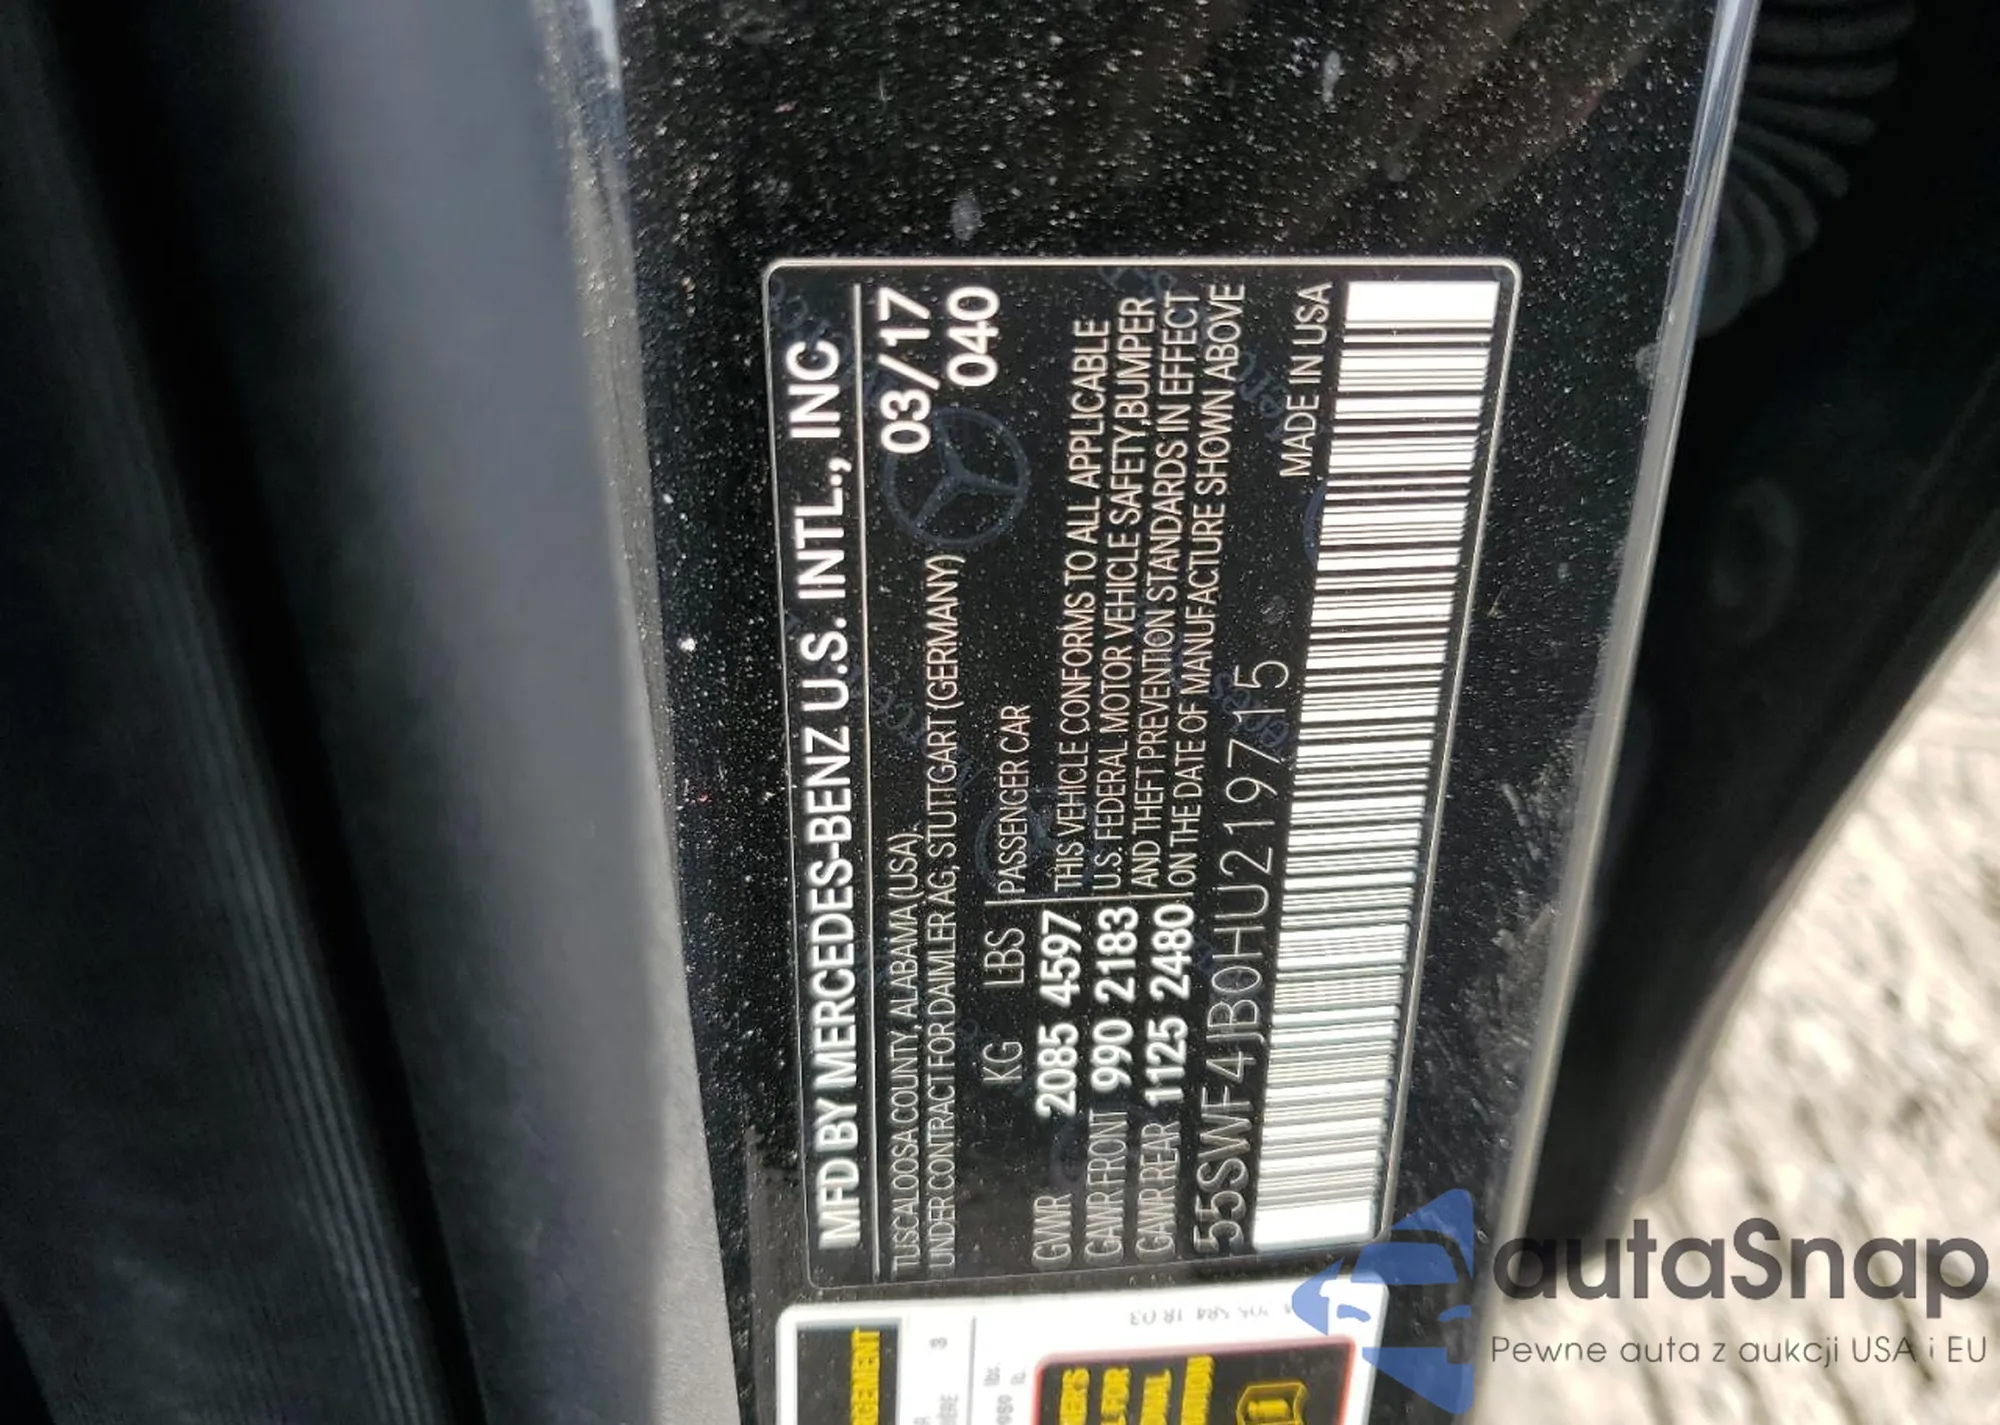 MFD BY MERCEDES-BENZ U.S. INTL., INC
TUSCALOOSA COUNTY, ALABAMA (USA), 03/17
UNDER CONTRACT FOR DAIMLER AG, STUTTGART (GERMANY) 040
KG LBS PASSENGER CAR
GVWR 2085 4597 THIS VEHICLE CONFORMS TO ALL APPLICABLE
GAWR FRONT 990 2183 U.S. FEDERAL MOTOR VEHICLE SAFETY,BUMPER
GAWR REAR 1125 2480 AND THEFT PREVENTION STANDARDS IN EFFECT
ON THE DATE OF MANUFACTURE SHOWN ABOVE
55SWF4JB0HU219715 MADE IN USA
autaSnap
Pewne auta z aukcji USA i EU